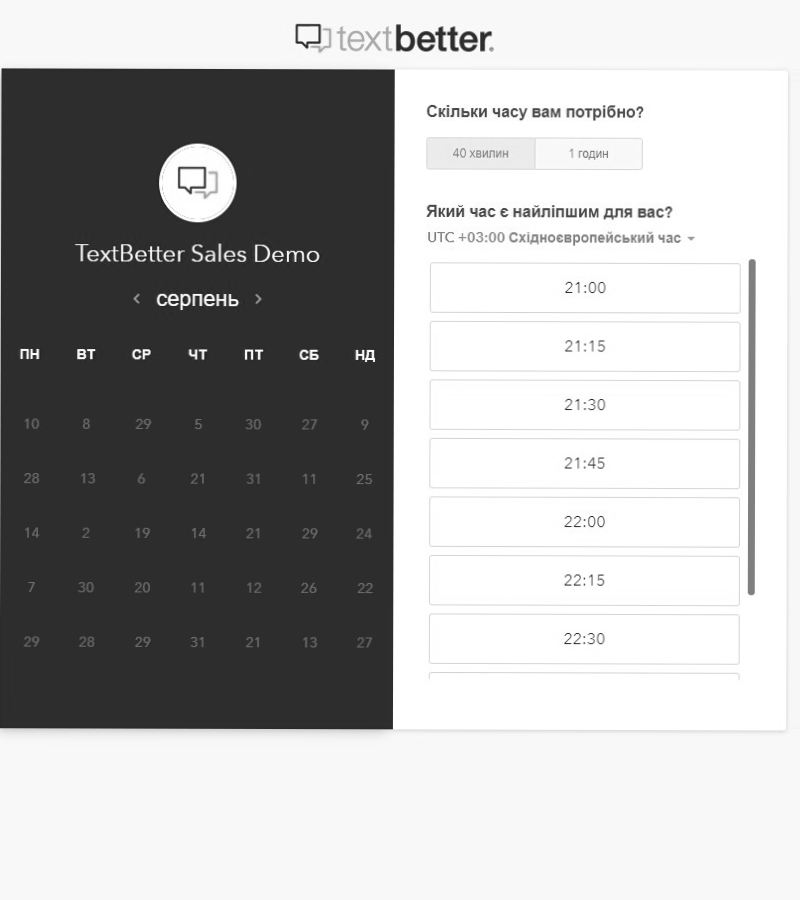 textbetter.
TextBetter Sales Demo
серпень
ПН ВТ СР ЧТ ПТ СБ НД
10 8 29 5 30 27 9
28 13 6 21 31 11 25
14 2 19 14 21 29 24
7 30 20 11 12 26 22
29 28 29 31 21 13 27
Скільки часу вам потрібно?
40 хвилин 1 годин
Який час є найліпшим для вас?
UTC +03:00 Східноєвропейський час
21:00
21:15
21:30
21:45
22:00
22:15
22:30